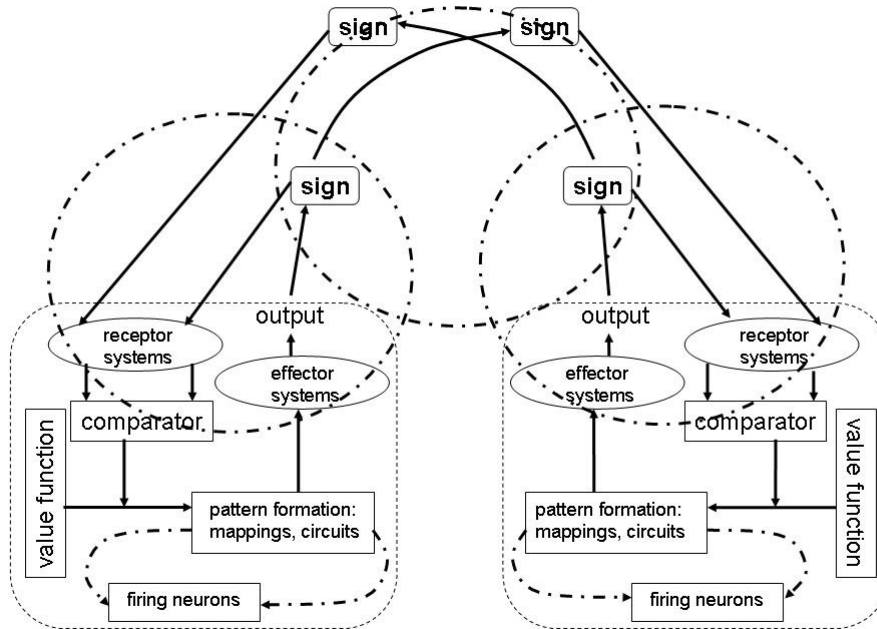 sign
sign
sign
sign
output
output
receptor
systems
receptor
systems
effector
systems
effector
systems
comparator
comparator
value function
value function
pattern formation:
mappings, circuits
pattern formation:
mappings, circuits
firing neurons
firing neurons